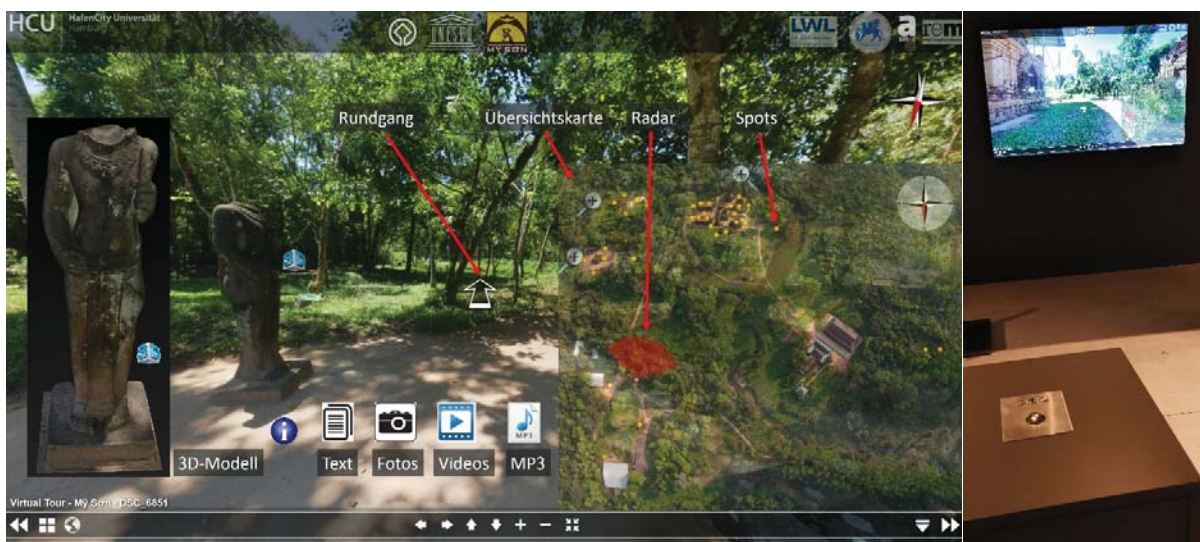 HCU HafenCity Universität
Hamburg
UNESCO
MỸ SƠN
LWL
rem
Rundgang Übersichtskarte Radar Spots
MP3
3D-Modell Text Fotos Videos MP3
Virtual Tour - Mỹ Sơn - DSC_6851